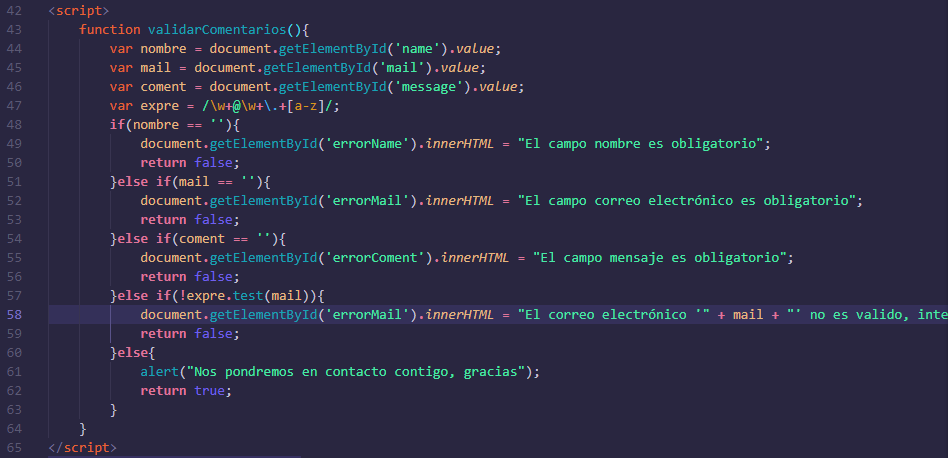 42 <script>
43 function validarComentarios(){
44 var nombre = document.getElementById('name').value;
45 var mail = document.getElementById('mail').value;
46 var coment = document.getElementById('message').value;
47 var expre = /\w+@\w+\.+[a-z]/;
48 if(nombre == ''){
49 document.getElementById('errorName').innerHTML = "El campo nombre es obligatorio";
50 return false;
51 }else if(mail == ''){
52 document.getElementById('errorMail').innerHTML = "El campo correo electrónico es obligatorio";
53 return false;
54 }else if(coment == ''){
55 document.getElementById('errorComent').innerHTML = "El campo mensaje es obligatorio";
56 return false;
57 }else if(!expre.test(mail)){
58 document.getElementById('errorMail').innerHTML = "El correo electrónico '" + mail + "' no es valido, inte
59 return false;
60 }else{
61 alert("Nos pondremos en contacto contigo, gracias");
62 return true;
63 }
64 }
65 </script>